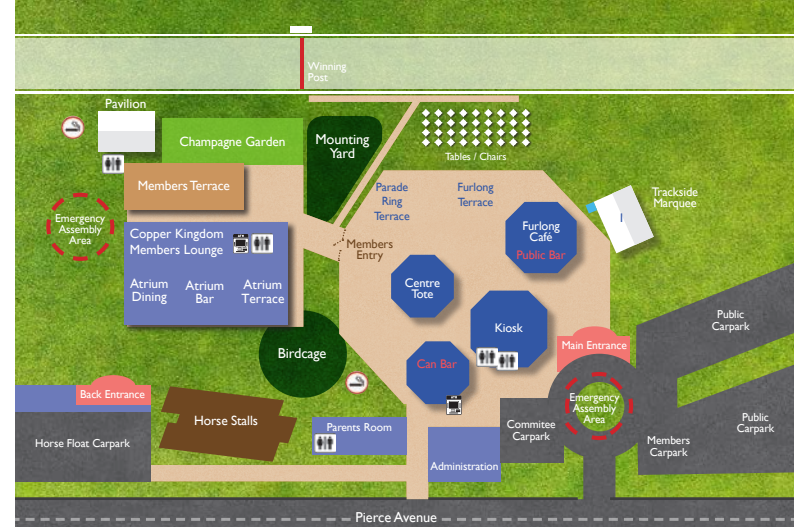 Winning
Post
Pavilion
Champagne Garden
Mounting
Yard
Tables / Chairs
Members Terrace
Parade
Ring
Terrace
Furlong
Terrace
Trackside
Marquee
1
Emergency
Assembly
Area
Copper Kingdom
Members Lounge
Members
Entry
Furlong
Café
Public Bar
Atrium
Dining
Atrium
Bar
Atrium
Terrace
Centre
Tote
Kiosk
Public
Carpark
Main Entrance
Birdcage
Can Bar
Back Entrance
Emergency
Assembly
Area
Horse Stalls
Horse Float Carpark
Parents Room
Commitee
Carpark
Members
Carpark
Public
Carpark
Administration
Pierce Avenue